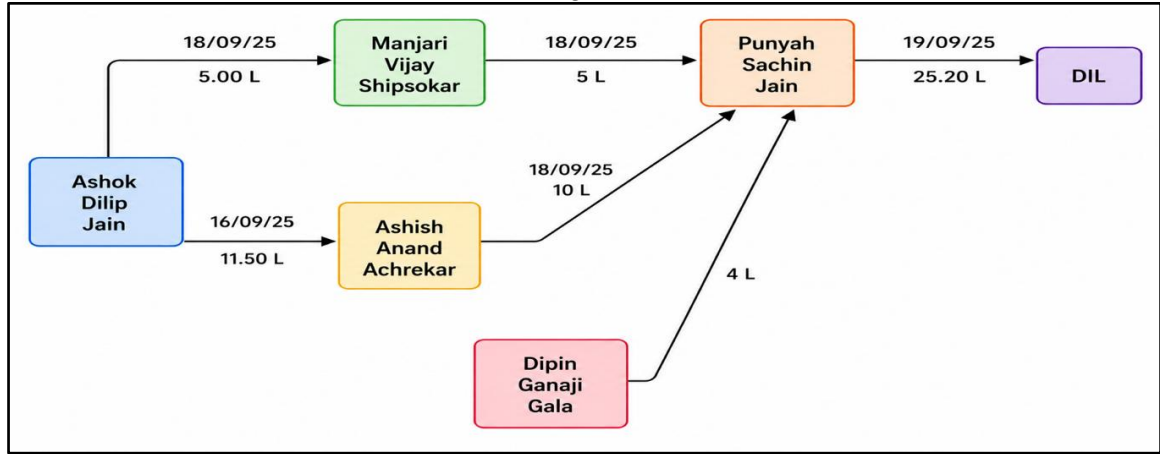 18/09/25
5.00 L
Manjari
Vijay
Shipsokar
18/09/25
5 L
Punyah
Sachin
Jain
19/09/25
25.20 L
DIL
Ashok
Dilip
Jain
16/09/25
11.50 L
Ashish
Anand
Achrekar
18/09/25
10 L
4 L
Dipin
Ganaji
Gala